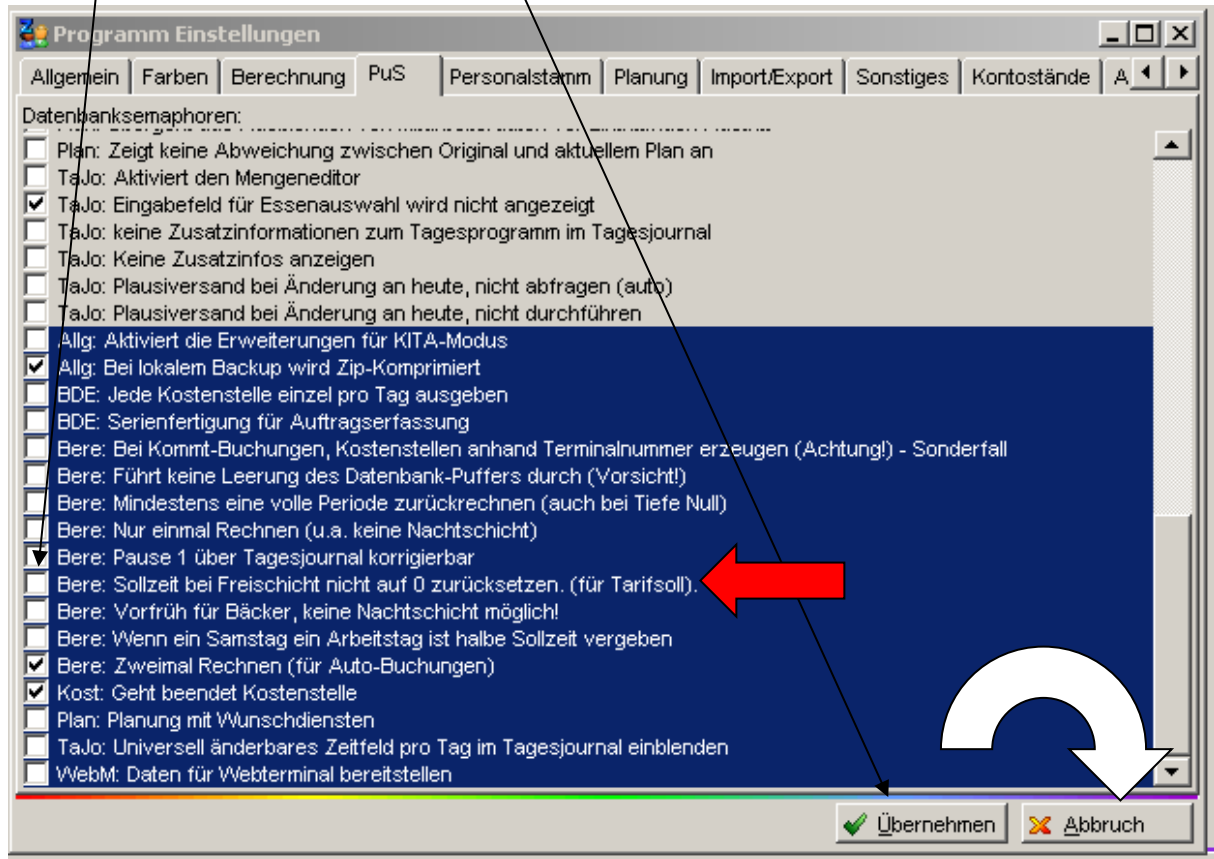 Programm Einstellungen
Allgemein Farben Berechnung PuS Personalstamm Planung Import/Export Sonstiges Kontostände A
Datenbanksemaphoren:
Plan: Zeigt keine Abweichung zwischen Original und aktuellem Plan an
TaJo: Aktiviert den Mengeneditor
TaJo: Eingabefeld für Essenauswahl wird nicht angezeigt
TaJo: keine Zusatzinformationen zum Tagesprogramm im Tagesjournal
TaJo: Keine Zusatzinfos anzeigen
TaJo: Plausiversand bei Änderung an heute, nicht abfragen (auto)
TaJo: Plausiversand bei Änderung an heute, nicht durchführen
Allg: Aktiviert die Erweiterungen für KITA-Modus
Allg: Bei lokalem Backup wird Zip-Komprimiert
BDE: Jede Kostenstelle einzel pro Tag ausgeben
BDE: Serienfertigung für Auftragserfassung
Bere: Bei Kommt-Buchungen, Kostenstellen anhand Terminalnummer erzeugen (Achtung!) - Sonderfall
Bere: Führt keine Leerung des Datenbank-Puffers durch (Vorsicht!)
Bere: Mindestens eine volle Periode zurückrechnen (auch bei Tiefe Null)
Bere: Nur einmal Rechnen (u.a. keine Nachtschicht)
Bere: Pause 1 über Tagesjournal korrigierbar
Bere: Sollzeit bei Freischicht nicht auf 0 zurücksetzen. (für Tarifsoll).
Bere: Vorfrüh für Bäcker, keine Nachtschicht möglich!
Bere: Wenn ein Samstag ein Arbeitstag ist halbe Sollzeit vergeben
Bere: Zweimal Rechnen (für Auto-Buchungen)
Kost: Geht beendet Kostenstelle
Plan: Planung mit Wunschdiensten
TaJo: Universell änderbares Zeitfeld pro Tag im Tagesjournal einblenden
WebM: Daten für Webterminal bereitstellen
Übernehmen Abbruch